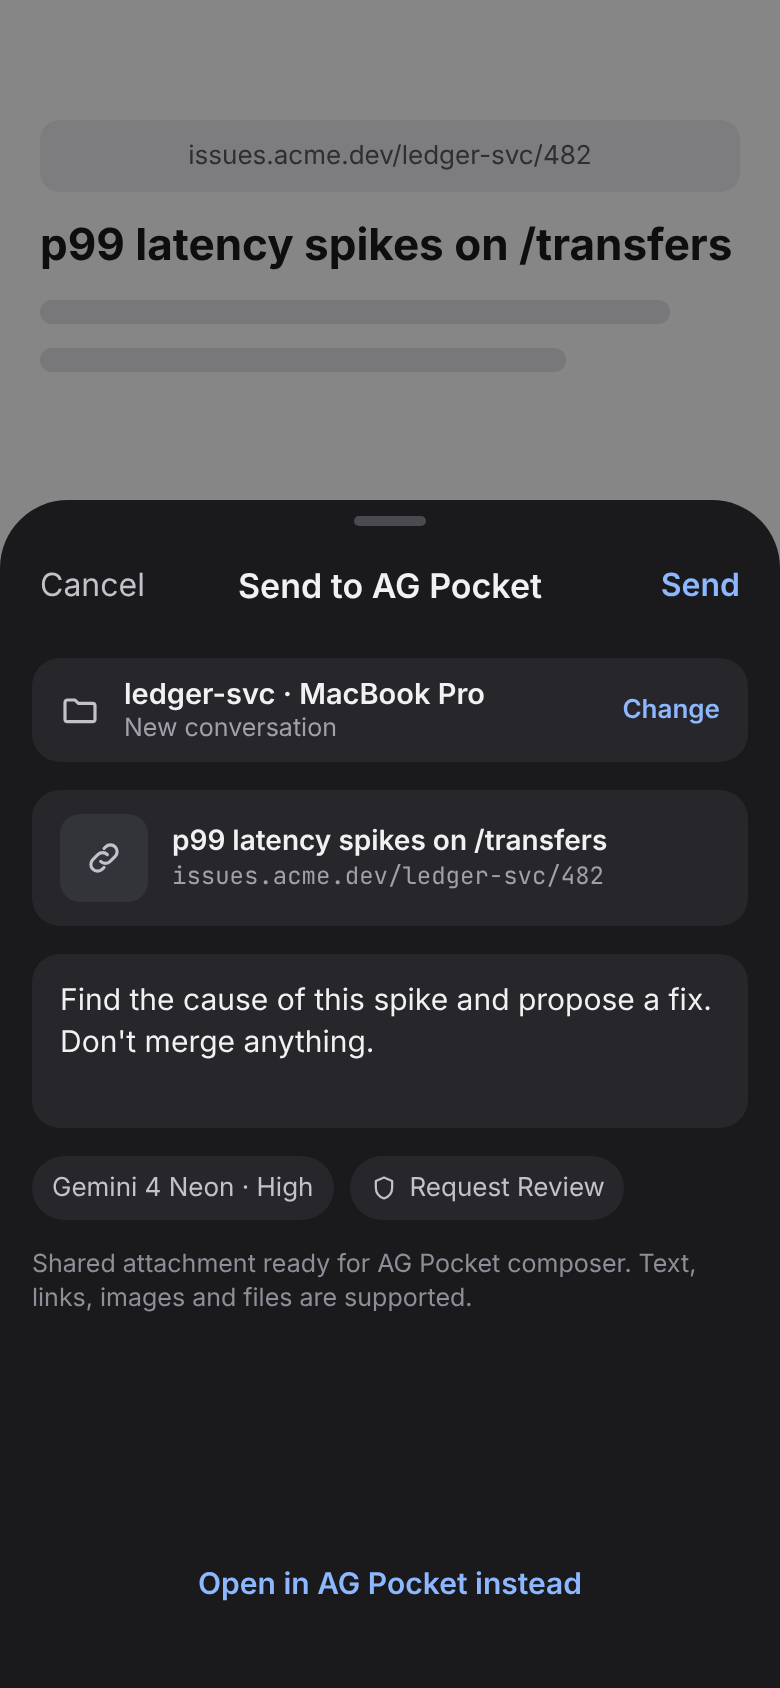 issues.acme.dev/ledger-svc/482
p99 latency spikes on /transfers
Cancel
Send to AG Pocket
Send
ledger-svc · MacBook Pro
New conversation
Change
p99 latency spikes on /transfers
issues.acme.dev/ledger-svc/482
Find the cause of this spike and propose a fix.
Don't merge anything.
Gemini 4 Neon · High
Request Review
Shared attachment ready for AG Pocket composer. Text,
links, images and files are supported.
Open in AG Pocket instead